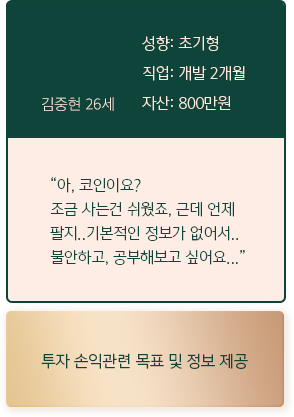 성향: 초기형
직업: 개발 2개월
김중현 26세 자산: 800만원
“아, 코인이요?
조금 사는건 쉬웠죠, 근데 언제
팔지..기본적인 정보가 없어서..
불안하고, 공부해보고 싶어요...”
투자 손익관련 목표 및 정보 제공